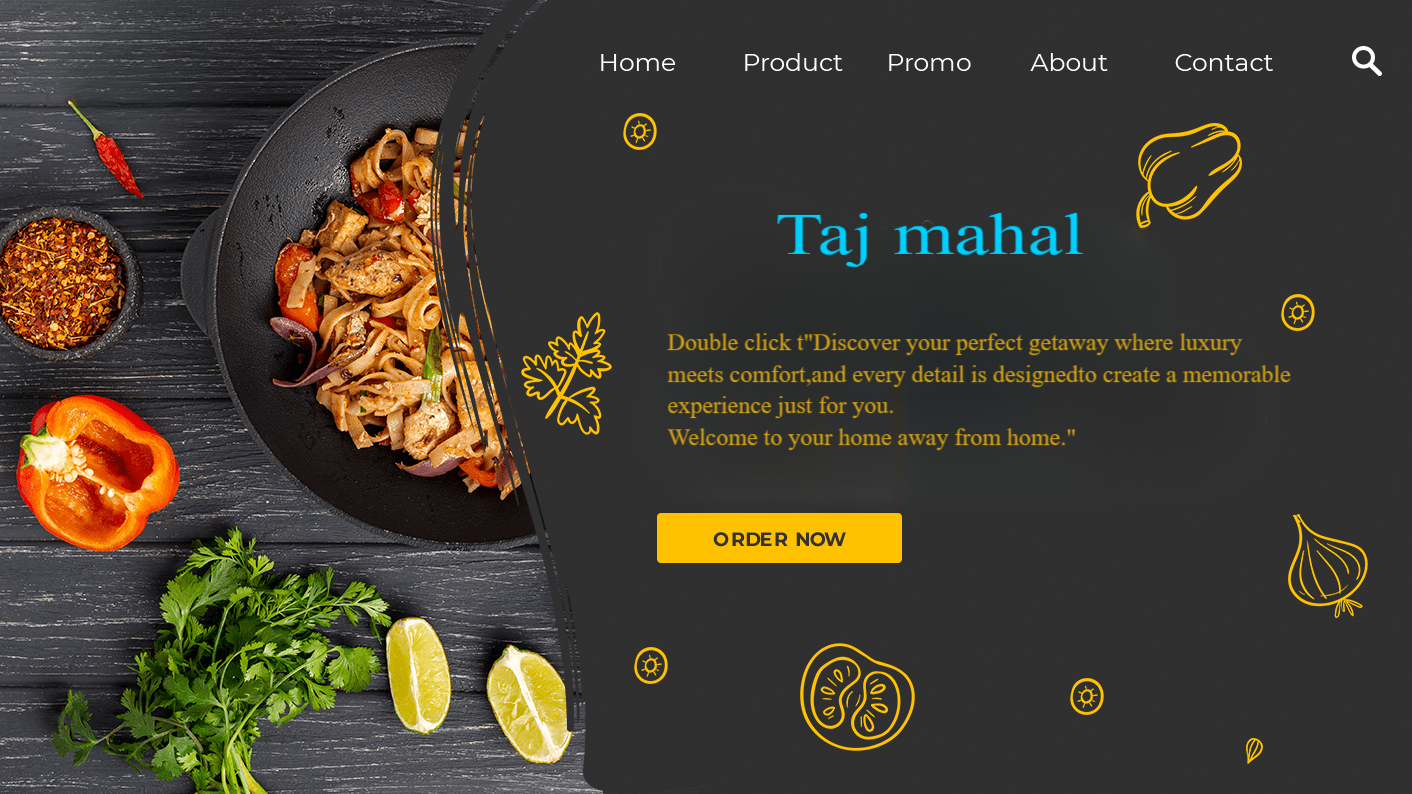 Home Product Promo About Contact
Taj mahal
Double click t"Discover your perfect getaway where luxury
meets comfort,and every detail is designedto create a memorable
experience just for you.
Welcome to your home away from home."
ORDER NOW